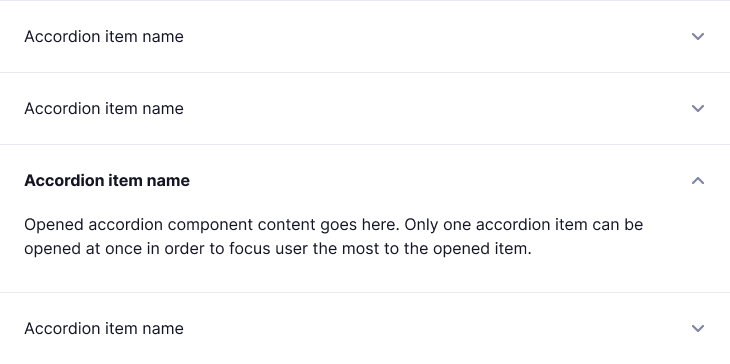 Accordion item name
Accordion item name
Accordion item name
Opened accordion component content goes here. Only one accordion item can be
opened at once in order to focus user the most to the opened item.
Accordion item name